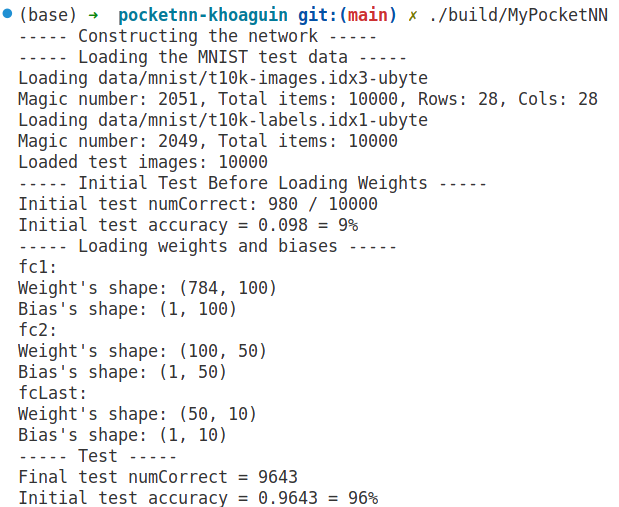 (base) → pocketnn-khoaguin git:(main) ✗ ./build/MyPocketNN
----- Constructing the network -----
----- Loading the MNIST test data -----
Loading data/mnist/t10k-images.idx3-ubyte
Magic number: 2051, Total items: 10000, Rows: 28, Cols: 28
Loading data/mnist/t10k-labels.idx1-ubyte
Magic number: 2049, Total items: 10000
Loaded test images: 10000
----- Initial Test Before Loading Weights -----
Initial test numCorrect: 980 / 10000
Initial test accuracy = 0.098 = 9%
----- Loading weights and biases -----
fc1:
Weight's shape: (784, 100)
Bias's shape: (1, 100)
fc2:
Weight's shape: (100, 50)
Bias's shape: (1, 50)
fcLast:
Weight's shape: (50, 10)
Bias's shape: (1, 10)
----- Test -----
Final test numCorrect = 9643
Initial test accuracy = 0.9643 = 96%